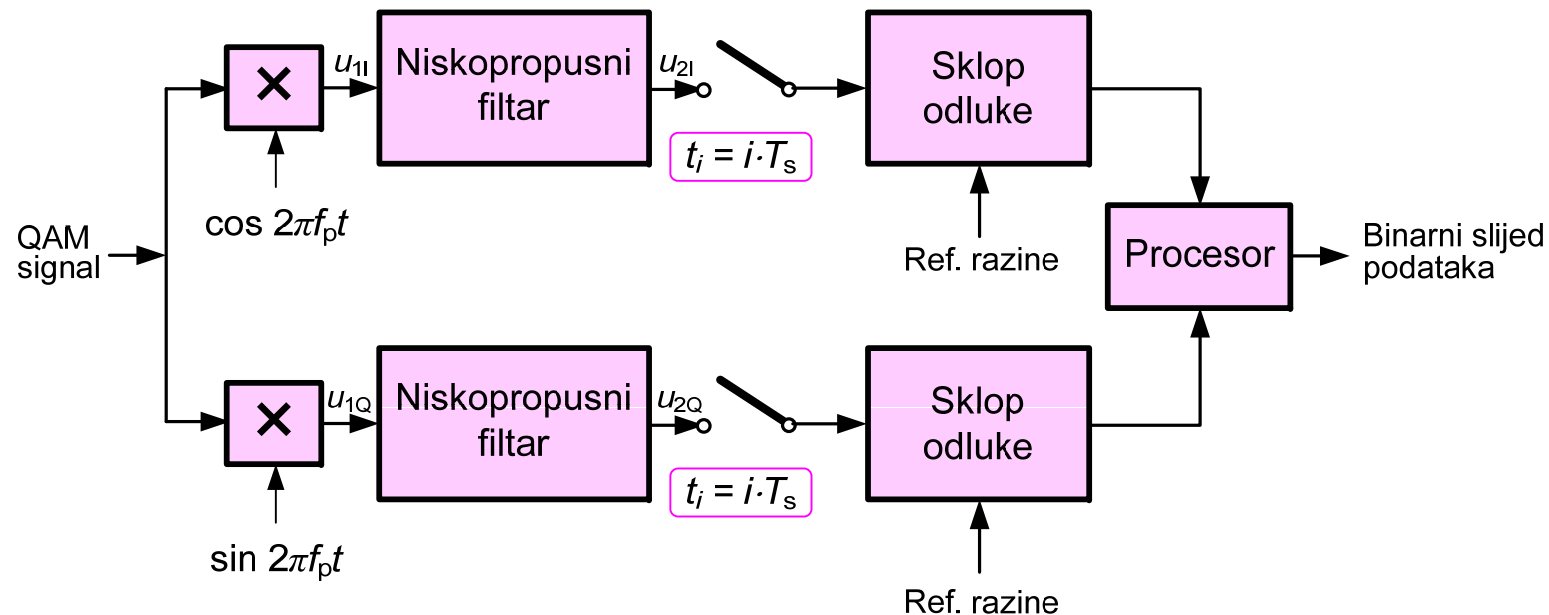 ×
u1I
Niskopropusni
filtar
u2I
ti = i·Ts
Sklop
odluke
cos 2πfpt
Ref. razine
QAM
signal
Procesor
Binarni slijed
podataka
×
u1Q
Niskopropusni
filtar
u2Q
ti = i·Ts
Sklop
odluke
sin 2πfpt
Ref. razine